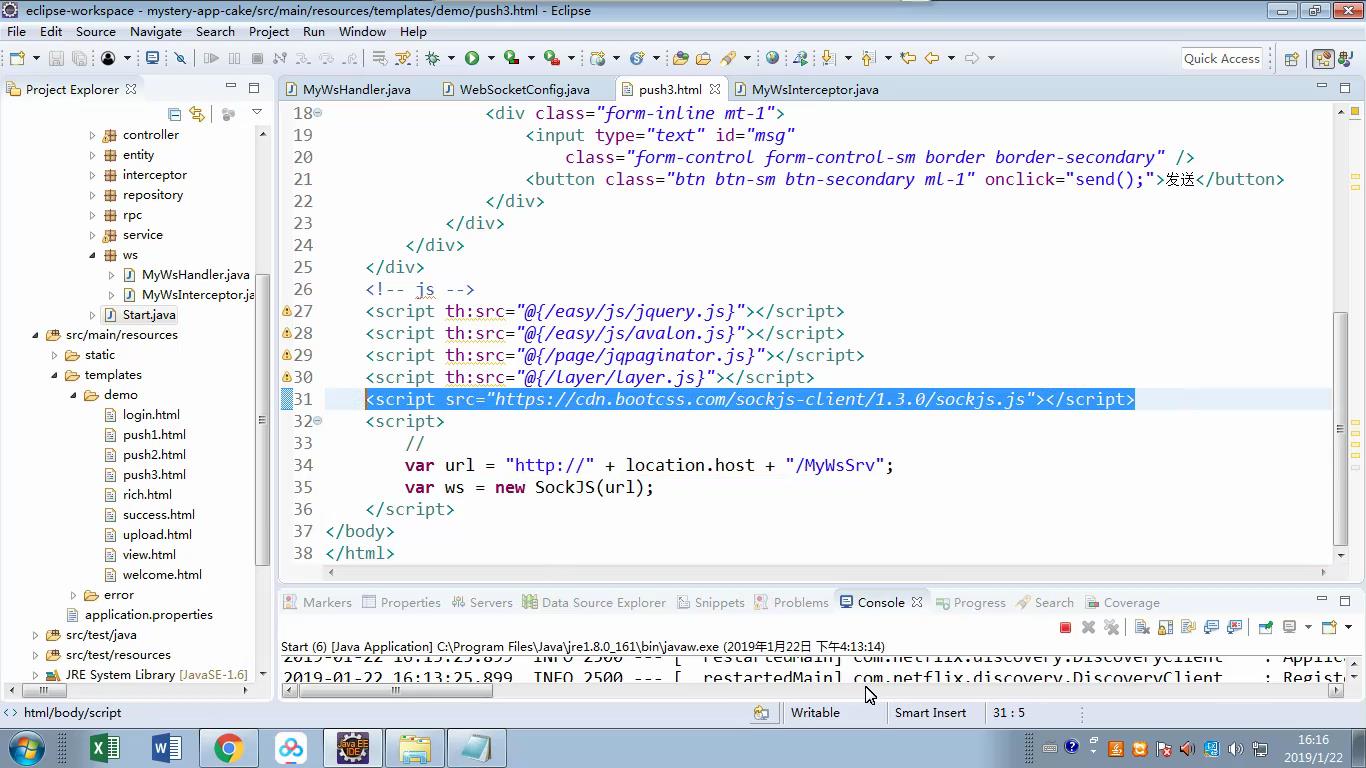 eclipse-workspace - mystery-app-cake/src/main/resources/templates/demo/push3.html - Eclipse
File Edit Source Navigate Search Project Run Window Help
Quick Access
Project Explorer
MyWsHandler.java WebSocketConfig.java push3.html MyWsInterceptor.java
controller
entity
interceptor
repository
rpc
service
ws
MyWsHandler.java
MyWsInterceptor.ja
Start.java
src/main/resources
static
templates
demo
login.html
push1.html
push2.html
push3.html
rich.html
success.html
upload.html
view.html
welcome.html
error
application.properties
src/test/java
src/test/resources
JRE System Library [JavaSE-1.6]
18 <div class="form-inline mt-1">
19 <input type="text" id="msg"
20 class="form-control form-control-sm border border-secondary" />
21 <button class="btn btn-sm btn-secondary ml-1" onclick="send();">发送</button>
22 </div>
23 </div>
24 </div>
25 </div>
26 <!-- js -->
27 <script th:src="@{/easy/js/jquery.js}"></script>
28 <script th:src="@{/easy/js/avalon.js}"></script>
29 <script th:src="@{/page/jqpaginator.js}"></script>
30 <script th:src="@{/layer/layer.js}"></script>
31 <script src="https://cdn.bootcss.com/sockjs-client/1.3.0/sockjs.js"></script>
32 <script>
33 //
34 var url = "http://" + location.host + "/MyWsSrv";
35 var ws = new SockJS(url);
36 </script>
37 </body>
38 </html>
Markers Properties Servers Data Source Explorer Snippets Problems Console Progress Search Coverage
Start (6) [Java Application] C:\Program Files\Java\jre1.8.0_161\bin\javaw.exe (2019年1月22日 下午4:13:14)
2019-01-22 16:13:25.899 INFO 2500 --- [ restartedMain] com.netflix.discovery.DiscoveryClient : Applic
2019-01-22 16:13:25.899 INFO 2500 --- [ restartedMain] com.netflix.discovery.DiscoveryClient : Registe
html/body/script Writable Smart Insert 31 : 5
16:16
2019/1/22